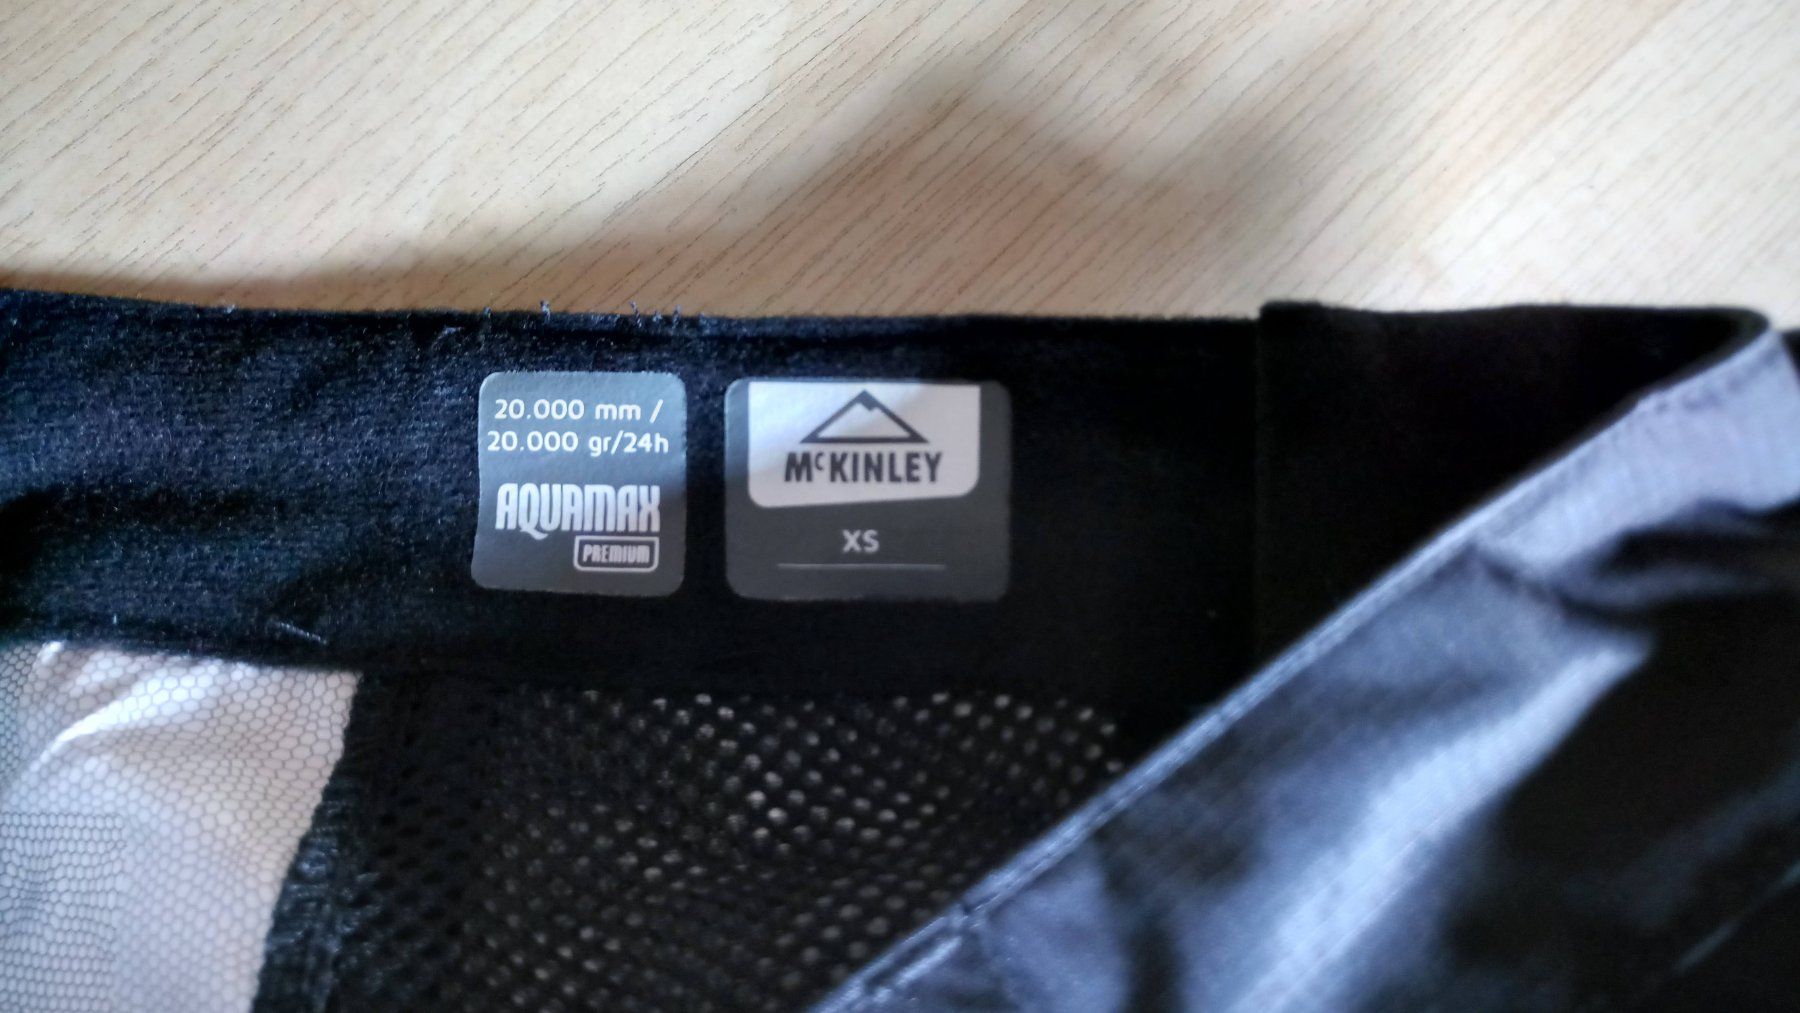 20.000 mm /
20.000 gr/24h
AQUAMAX
PREMIUM
McKINLEY
XS